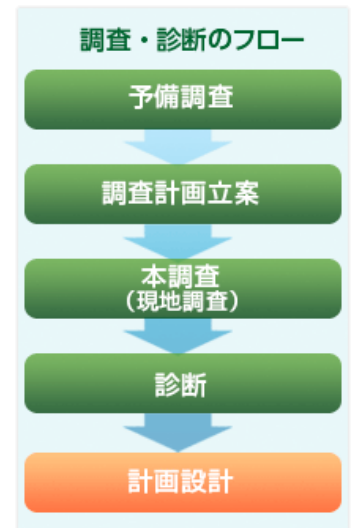 調査・診断のフロー
予備調査
調査計画立案
本調査
（現地調査）
診断
計画設計